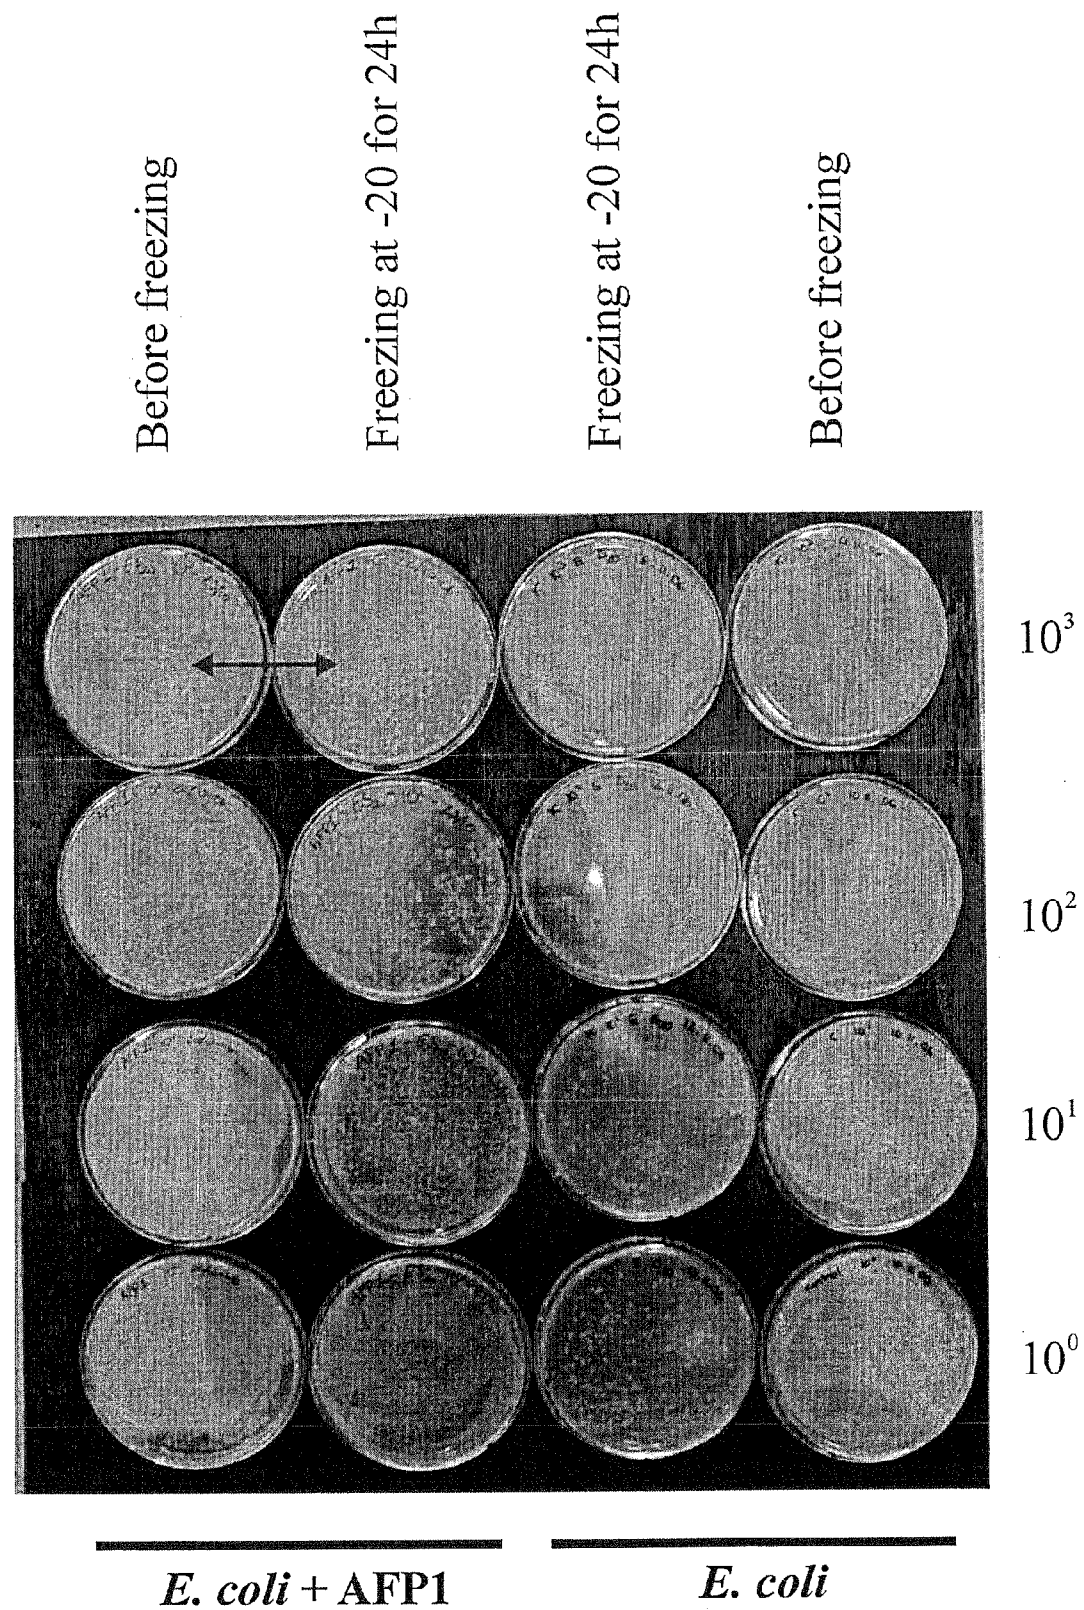 Before freezing
Freezing at -20 for 24h
Freezing at -20 for 24h
Before freezing
10³
10²
10¹
10⁰
E. coli + AFP1
E. coli